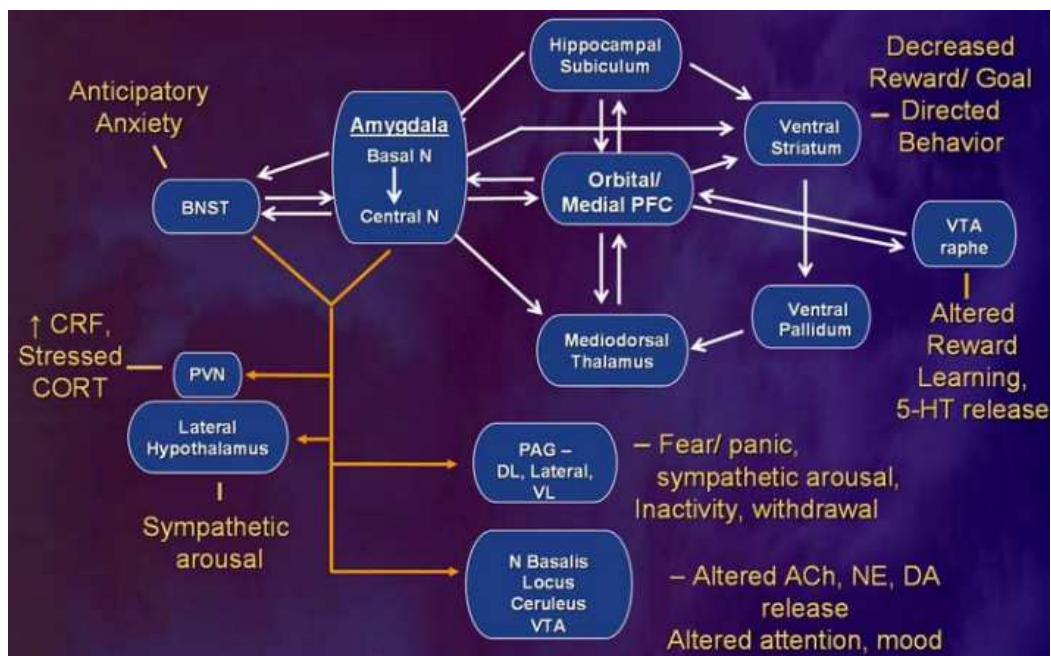 Hippocampal
Subiculum
Decreased
Reward/ Goal
– Directed
Behavior
Anticipatory
Anxiety
Amygdala
Basal N
Central N
Ventral
Striatum
BNST
Orbital/
Medial PFC
VTA
raphe
Ventral
Pallidum
Mediodorsal
Thalamus
Altered
Reward
Learning,
5-HT release
↑ CRF,
Stressed
CORT
PVN
Lateral
Hypothalamus
Sympathetic
arousal
PAG –
DL, Lateral,
VL
– Fear/ panic,
sympathetic arousal,
Inactivity, withdrawal
N Basalis
Locus
Ceruleus
VTA
– Altered ACh, NE, DA
release
Altered attention, mood